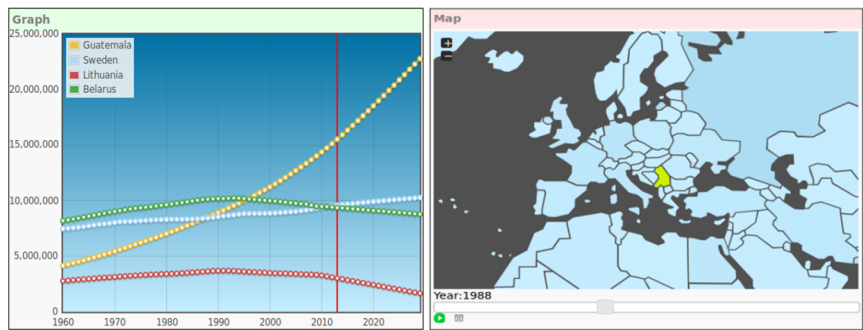 Graph
25,000,000
20,000,000
15,000,000
10,000,000
5,000,000
0
Guatemala
Sweden
Lithuania
Belarus
1960 1970 1980 1990 2000 2010 2020
Map
+
Year:1988